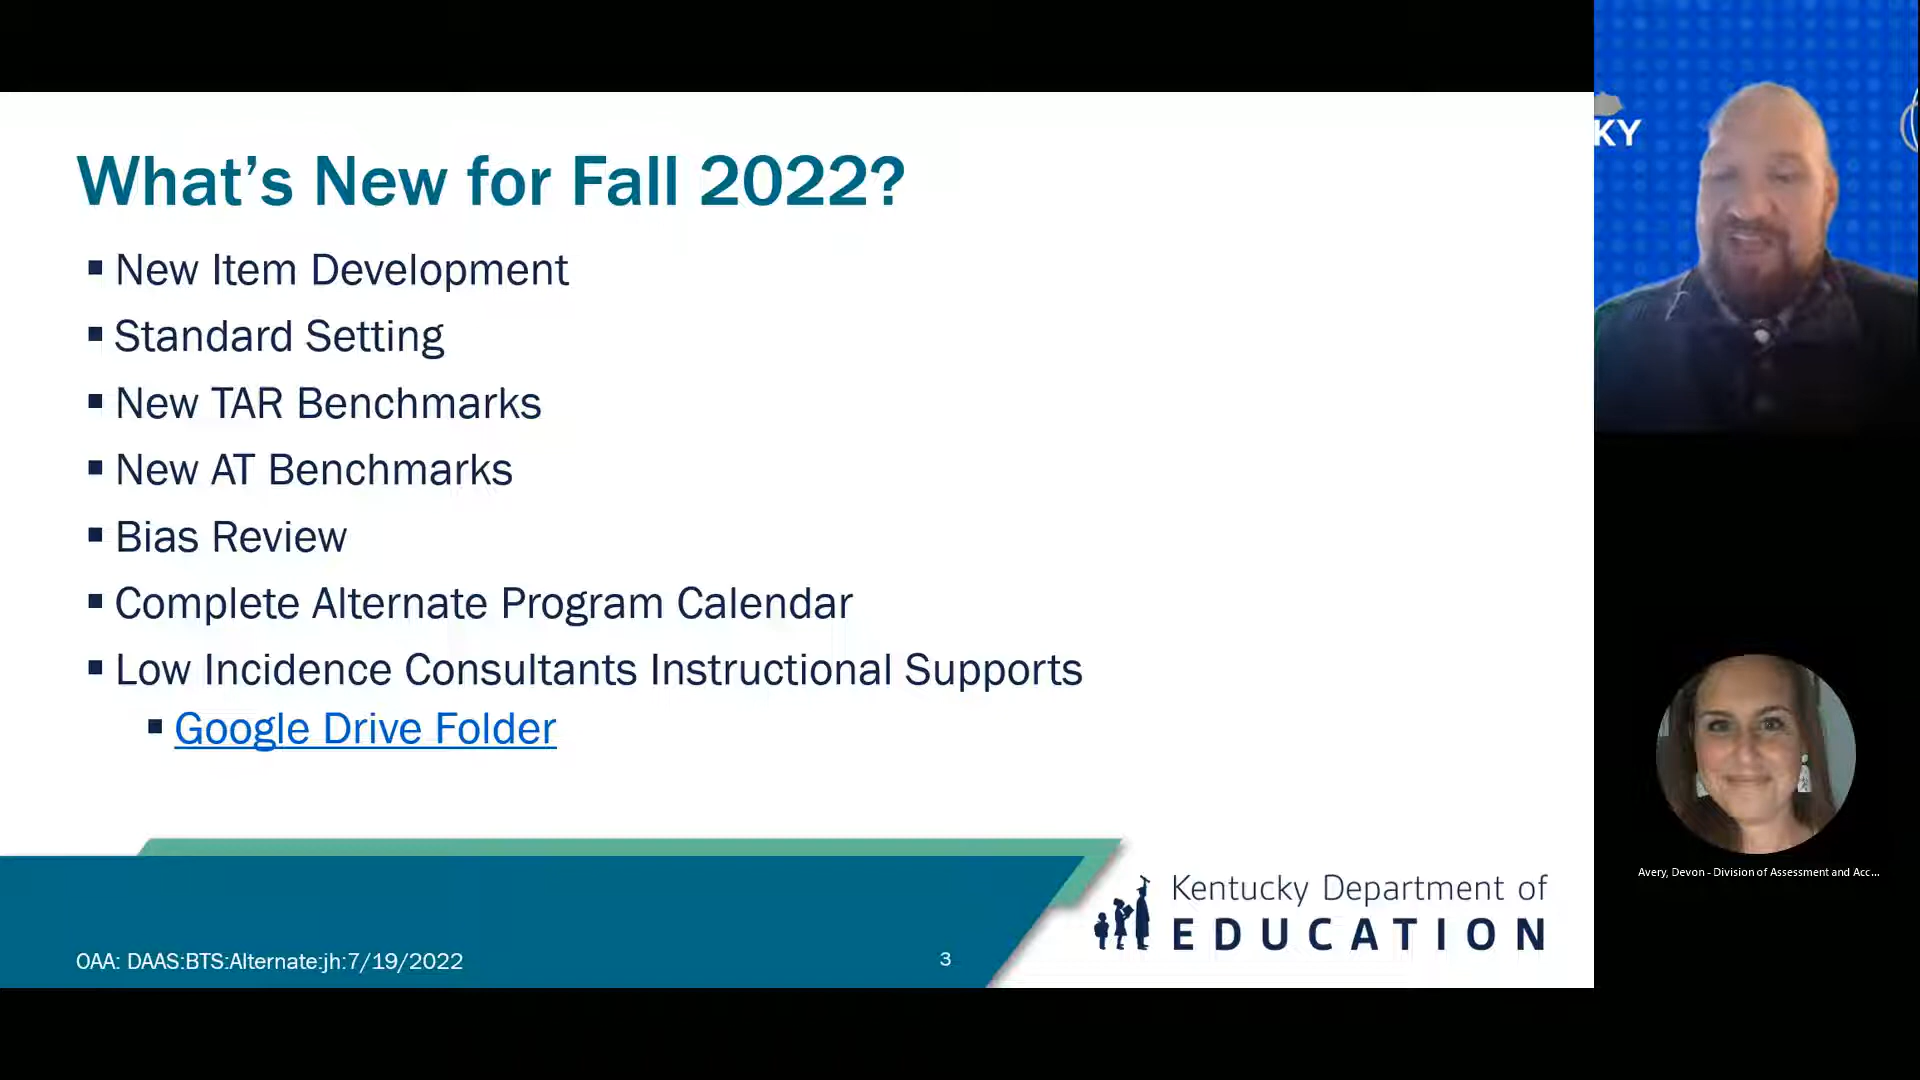 What’s New for Fall 2022?
New Item Development
Standard Setting
New TAR Benchmarks
New AT Benchmarks
Bias Review
Complete Alternate Program Calendar
Low Incidence Consultants Instructional Supports
Google Drive Folder
OAA: DAAS:BTS:Alternate:jh:7/19/2022
3
Kentucky Department of
EDUCATION
KY
Avery, Devon - Division of Assessment and Acc...